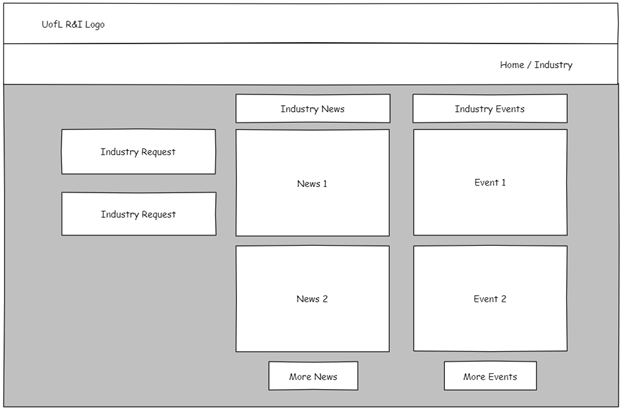 UofL R&I Logo
Home / Industry
Industry News
Industry Events
Industry Request
Industry Request
News 1
Event 1
News 2
Event 2
More News
More Events